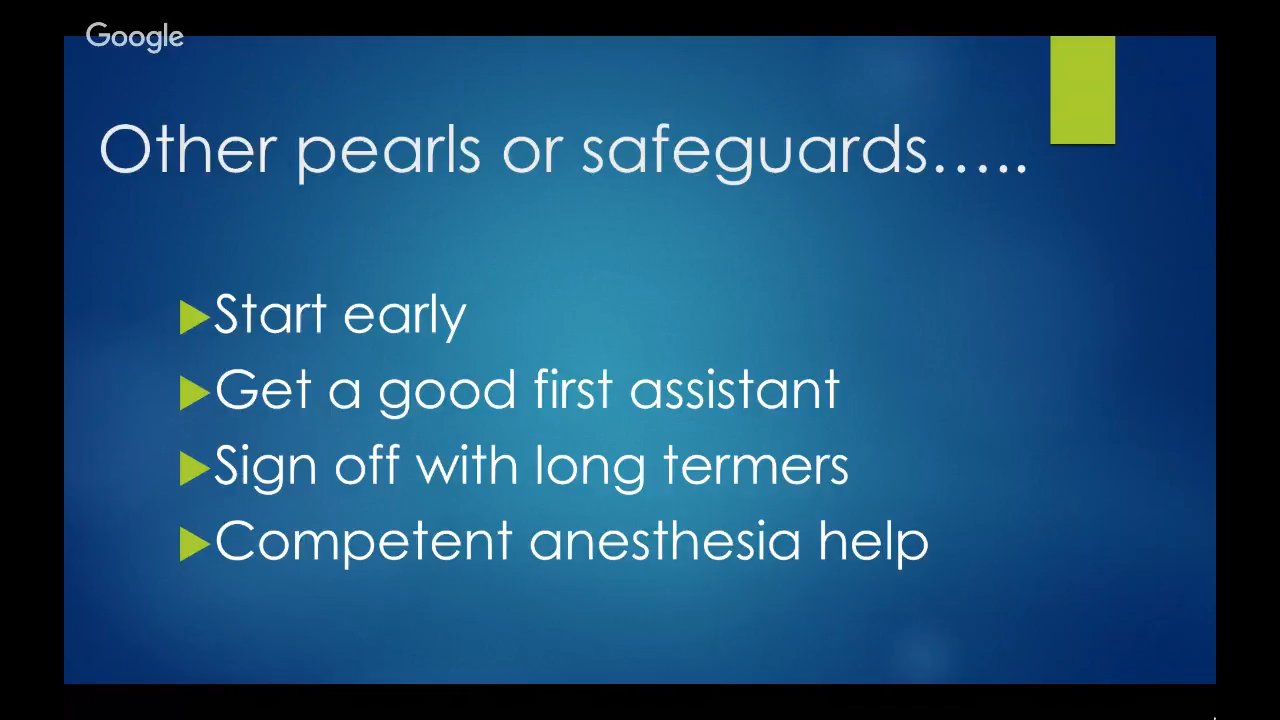 Google
Other pearls or safeguards…..
Start early
Get a good first assistant
Sign off with long termers
Competent anesthesia help